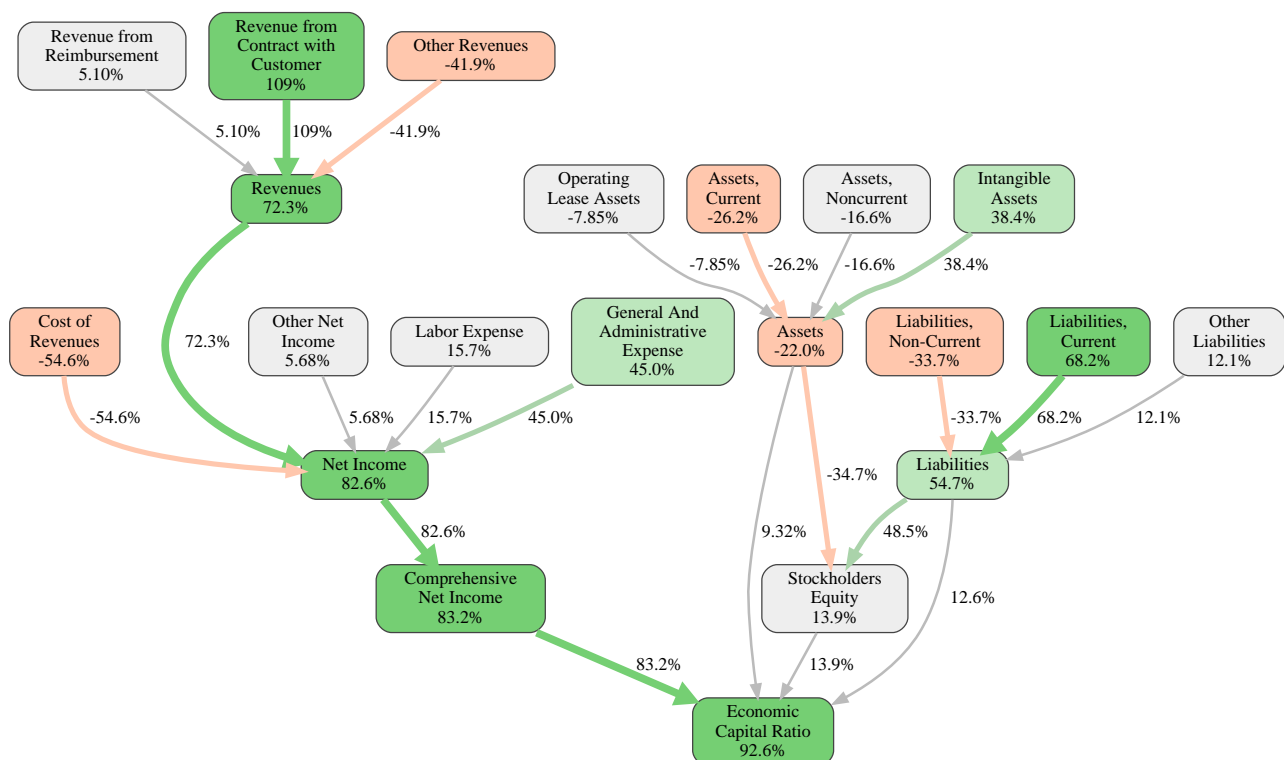 Revenue from
Reimbursement
5.10%
Revenue from
Contract with
Customer
109%
Other Revenues
-41.9%
5.10%
109%
-41.9%
Revenues
72.3%
Operating
Lease Assets
-7.85%
Assets,
Current
-26.2%
Assets,
Noncurrent
-16.6%
Intangible
Assets
38.4%
-7.85%
-26.2%
-16.6%
38.4%
Cost of
Revenues
-54.6%
72.3%
Other Net
Income
5.68%
Labor Expense
15.7%
General And
Administrative
Expense
45.0%
Assets
-22.0%
Liabilities,
Non-Current
-33.7%
Liabilities,
Current
68.2%
Other
Liabilities
12.1%
-54.6%
5.68%
15.7%
45.0%
-33.7%
68.2%
12.1%
Net Income
82.6%
-34.7%
Liabilities
54.7%
82.6%
9.32%
48.5%
Comprehensive
Net Income
83.2%
Stockholders
Equity
13.9%
12.6%
83.2%
13.9%
Economic
Capital Ratio
92.6%